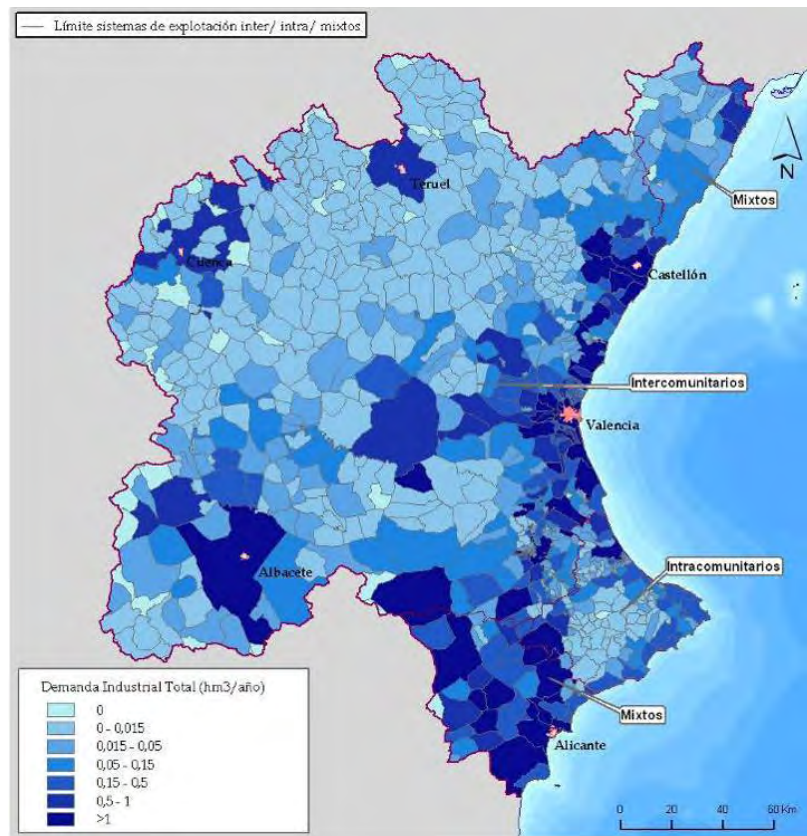 Límite sistemas de explotación inter/ intra/ mixtos
N
Teruel
Mixtos
Cuenca
Castellón
Intercomunitarios
Valencia
Albacete
Intracomunitarios
Mixtos
Alicante
Demanda Industrial Total (hm3/año)
0
0 - 0,015
0,015 - 0,05
0,05 - 0,15
0,15 - 0,5
0,5 - 1
>1
0 20 40 60 Km